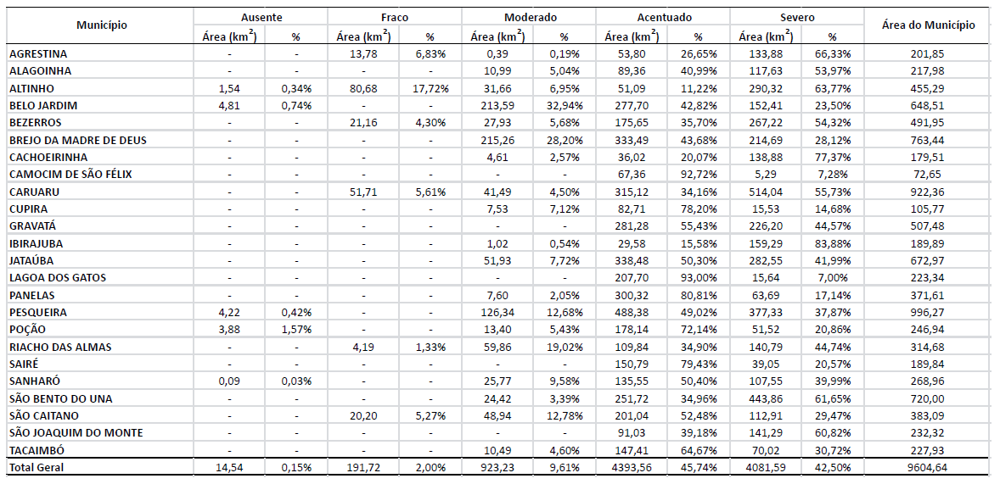 Município Ausente Fraco Moderado Acentuado Severo Área do Município
Área (km²) % Área (km²) % Área (km²) % Área (km²) % Área (km²) %
AGRESTINA - - 13,78 6,83% 0,39 0,19% 53,80 26,65% 133,88 66,33% 201,85
ALAGOINHA - - - - 10,99 5,04% 89,36 40,99% 117,63 53,97% 217,98
ALTINHO 1,54 0,34% 80,68 17,72% 31,66 6,95% 51,09 11,22% 290,32 63,77% 455,29
BELO JARDIM 4,81 0,74% - - 213,59 32,94% 277,70 42,82% 152,41 23,50% 648,51
BEZERROS - - 21,16 4,30% 27,93 5,68% 175,65 35,70% 267,22 54,32% 491,95
BREJO DA MADRE DE DEUS - - - - 215,26 28,20% 333,49 43,68% 214,69 28,12% 763,44
CACHOEIRINHA - - - - 4,61 2,57% 36,02 20,07% 138,88 77,37% 179,51
CAMOCIM DE SÃO FÉLIX - - - - - - 67,36 92,72% 5,29 7,28% 72,65
CARUARU - - 51,71 5,61% 41,49 4,50% 315,12 34,16% 514,04 55,73% 922,36
CUPIRA - - - - 7,53 7,12% 82,71 78,20% 15,53 14,68% 105,77
GRAVATÁ - - - - - - 281,28 55,43% 226,20 44,57% 507,48
IBIRAJUBA - - - - 1,02 0,54% 29,58 15,58% 159,29 83,88% 189,89
JATAÚBA - - - - 51,93 7,72% 338,48 50,30% 282,55 41,99% 672,97
LAGOA DOS GATOS - - - - - - 207,70 93,00% 15,64 7,00% 223,34
PANELAS - - - - 7,60 2,05% 300,32 80,81% 63,69 17,14% 371,61
PESQUEIRA 4,22 0,42% - - 126,34 12,68% 488,38 49,02% 377,33 37,87% 996,27
POÇÃO 3,88 1,57% - - 13,40 5,43% 178,14 72,14% 51,52 20,86% 246,94
RIACHO DAS ALMAS - - 4,19 1,33% 59,86 19,02% 109,84 34,90% 140,79 44,74% 314,68
SAIRÉ - - - - - - 150,79 79,43% 39,05 20,57% 189,84
SANHARÓ 0,09 0,03% - - 25,77 9,58% 135,55 50,40% 107,55 39,99% 268,96
SÃO BENTO DO UNA - - - - 24,42 3,39% 251,72 34,96% 443,86 61,65% 720,00
SÃO CAITANO - - 20,20 5,27% 48,94 12,78% 201,04 52,48% 112,91 29,47% 383,09
SÃO JOAQUIM DO MONTE - - - - - - 91,03 39,18% 141,29 60,82% 232,32
TACAIMBÓ - - - - 10,49 4,60% 147,41 64,67% 70,02 30,72% 227,93
Total Geral 14,54 0,15% 191,72 2,00% 923,23 9,61% 4393,56 45,74% 4081,59 42,50% 9604,64